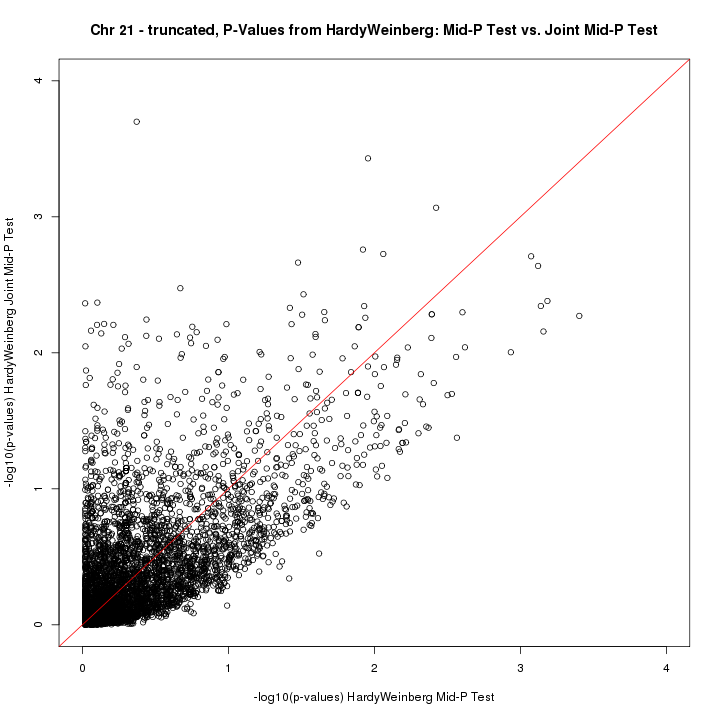 Chr 21 - truncated, P-Values from HardyWeinberg: Mid-P Test vs. Joint Mid-P Test
-log10(p-values) HardyWeinberg Joint Mid-P Test
4
3
2
1
0
0 1 2 3 4
-log10(p-values) HardyWeinberg Mid-P Test